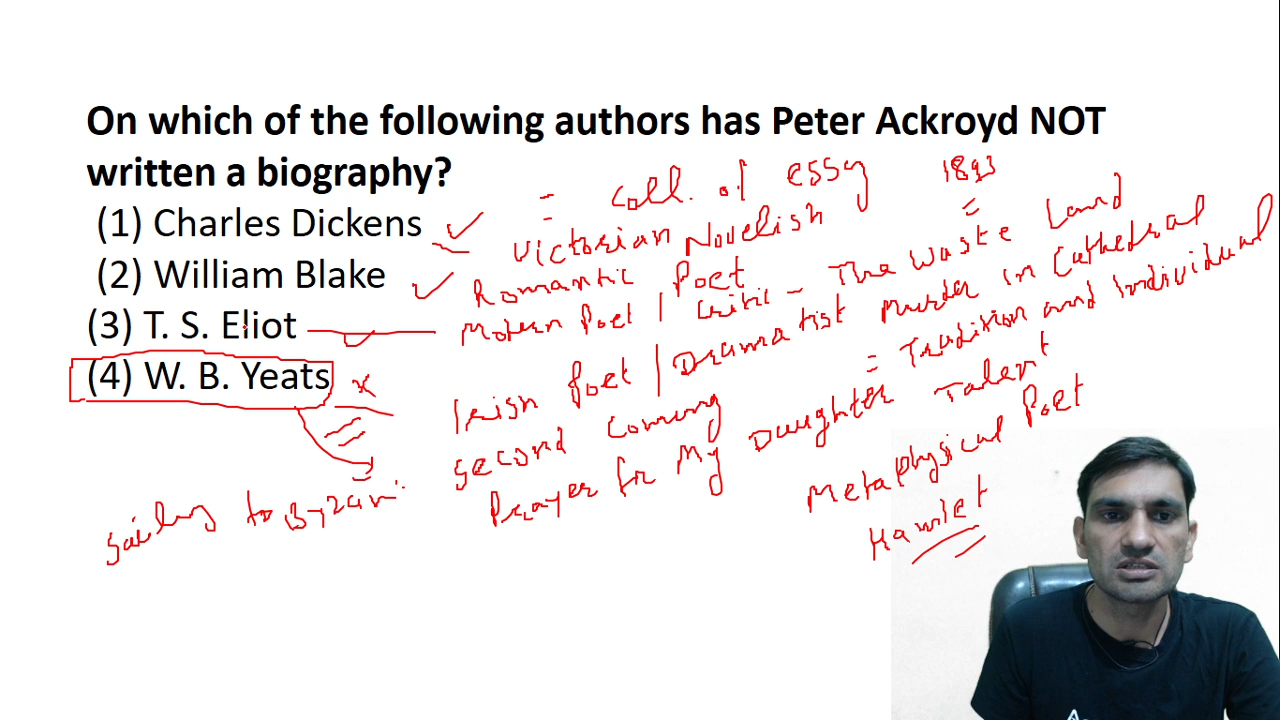 On which of the following authors has Peter Ackroyd NOT
written a biography?
(1) Charles Dickens
(2) William Blake
(3) T. S. Eliot
(4) W. B. Yeats
= Coll. of essay 1893
Victorian Novelish
Romantic Poet
Modern Poet / Critic - The Waste Land
Murder in Cathedral
= Tradition and Individual
Talent
Irish Poet / Dramatist
Second Coming
Prayer for My Daughter
Metaphysical Poet
Hamlet
Sailing to Byzan